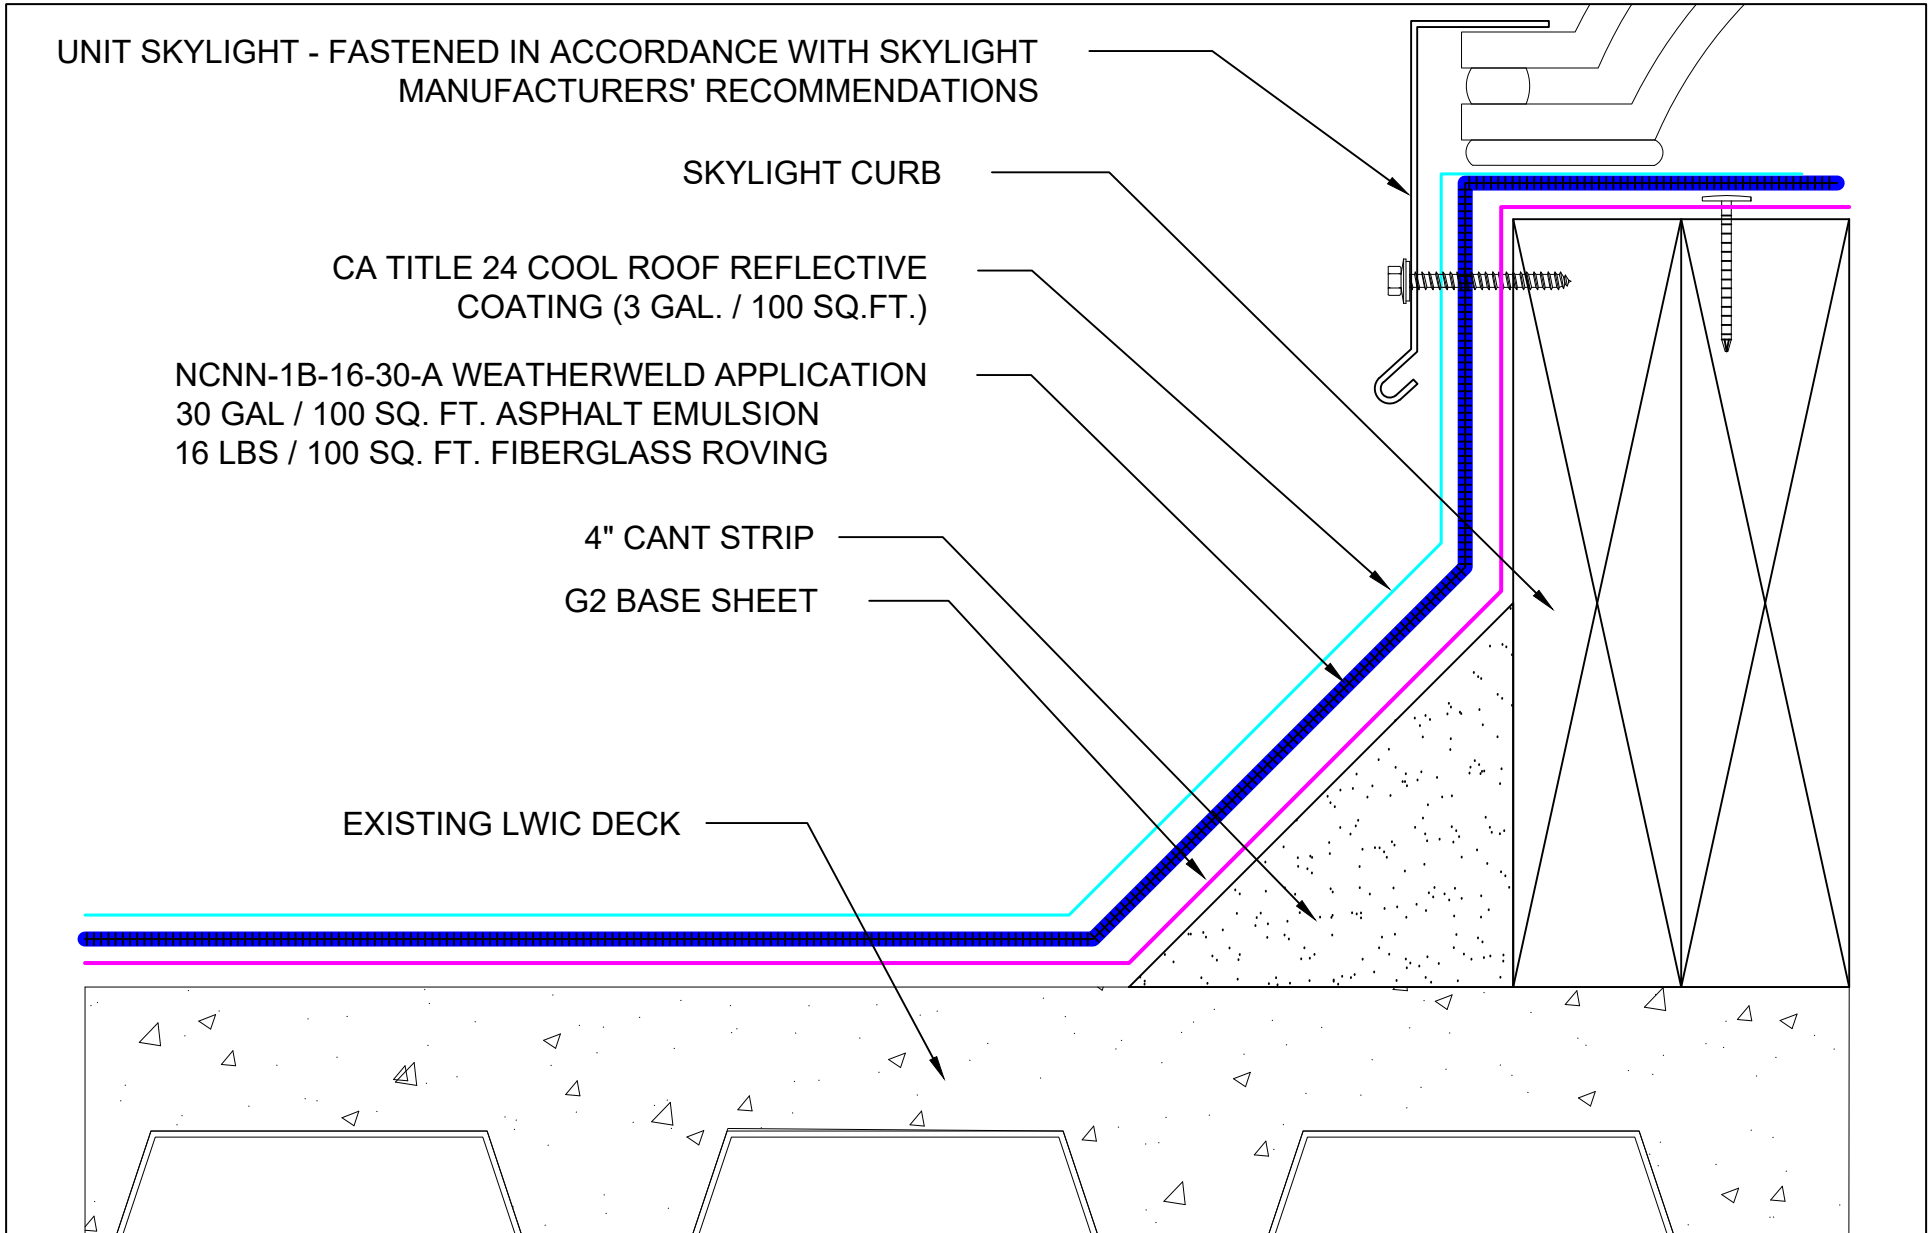 UNIT SKYLIGHT - FASTENED IN ACCORDANCE WITH SKYLIGHT
MANUFACTURERS' RECOMMENDATIONS
SKYLIGHT CURB
CA TITLE 24 COOL ROOF REFLECTIVE
COATING (3 GAL. / 100 SQ.FT.)
NCNN-1B-16-30-A WEATHERWELD APPLICATION
30 GAL / 100 SQ. FT. ASPHALT EMULSION
16 LBS / 100 SQ. FT. FIBERGLASS ROVING
4" CANT STRIP
G2 BASE SHEET
EXISTING LWIC DECK